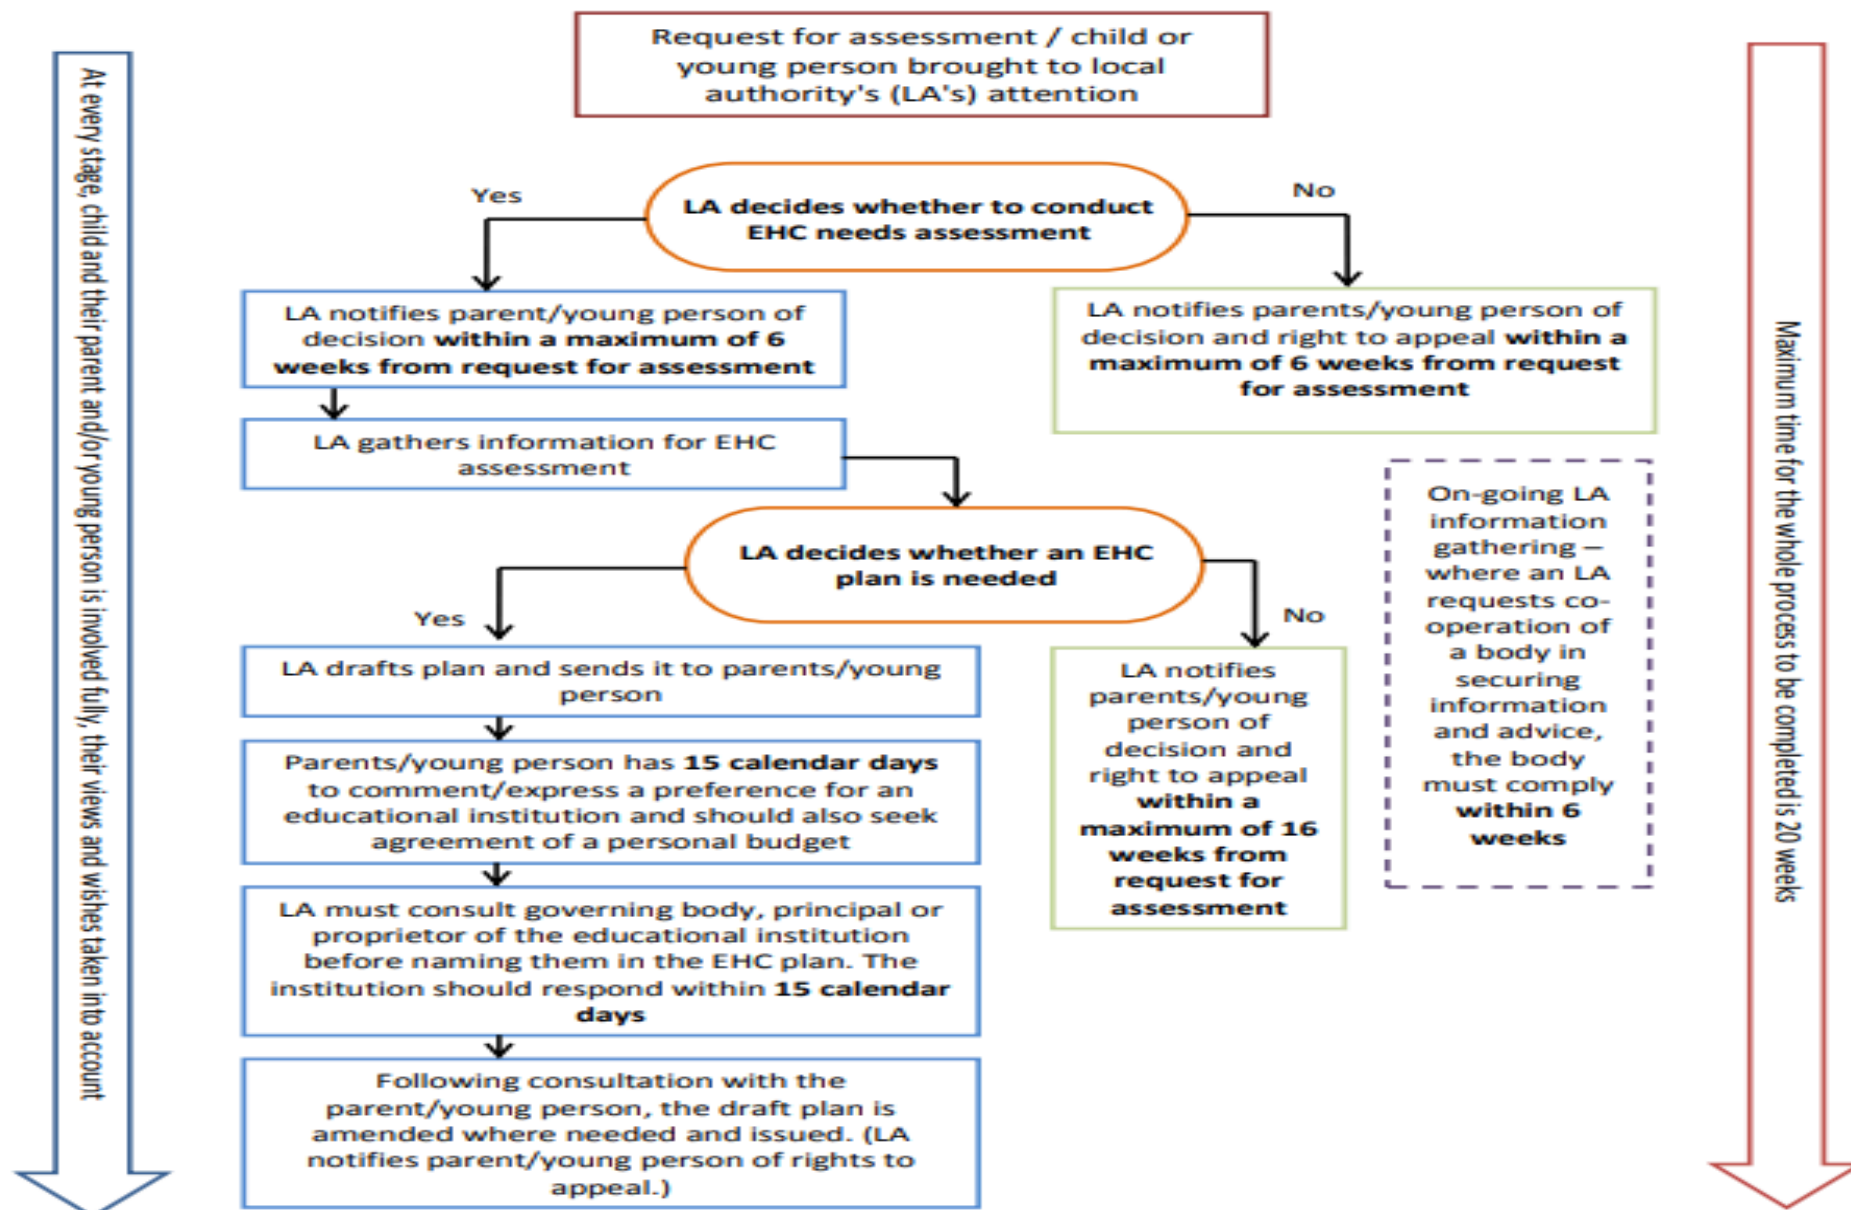 Request for assessment / child or
young person brought to local
authority's (LA's) attention
At every stage, child and their parent and/or young person is involved fully, their views and wishes taken into account
Maximum time for the whole process to be completed is 20 weeks
LA decides whether to conduct
EHC needs assessment
Yes
No
LA notifies parent/young person of
decision within a maximum of 6
weeks from request for assessment
LA notifies parents/young person of
decision and right to appeal within a
maximum of 6 weeks from request
for assessment
LA gathers information for EHC
assessment
On-going LA
information
gathering –
where an LA
requests co-
operation of
a body in
securing
information
and advice,
the body
must comply
within 6
weeks
LA decides whether an EHC
plan is needed
Yes
No
LA drafts plan and sends it to parents/young
person
LA notifies
parents/young
person of
decision and
right to appeal
within a
maximum of 16
weeks from
request for
assessment
Parents/young person has 15 calendar days
to comment/express a preference for an
educational institution and should also seek
agreement of a personal budget
LA must consult governing body, principal or
proprietor of the educational institution
before naming them in the EHC plan. The
institution should respond within 15 calendar
days
Following consultation with the
parent/young person, the draft plan is
amended where needed and issued. (LA
notifies parent/young person of rights to
appeal.)